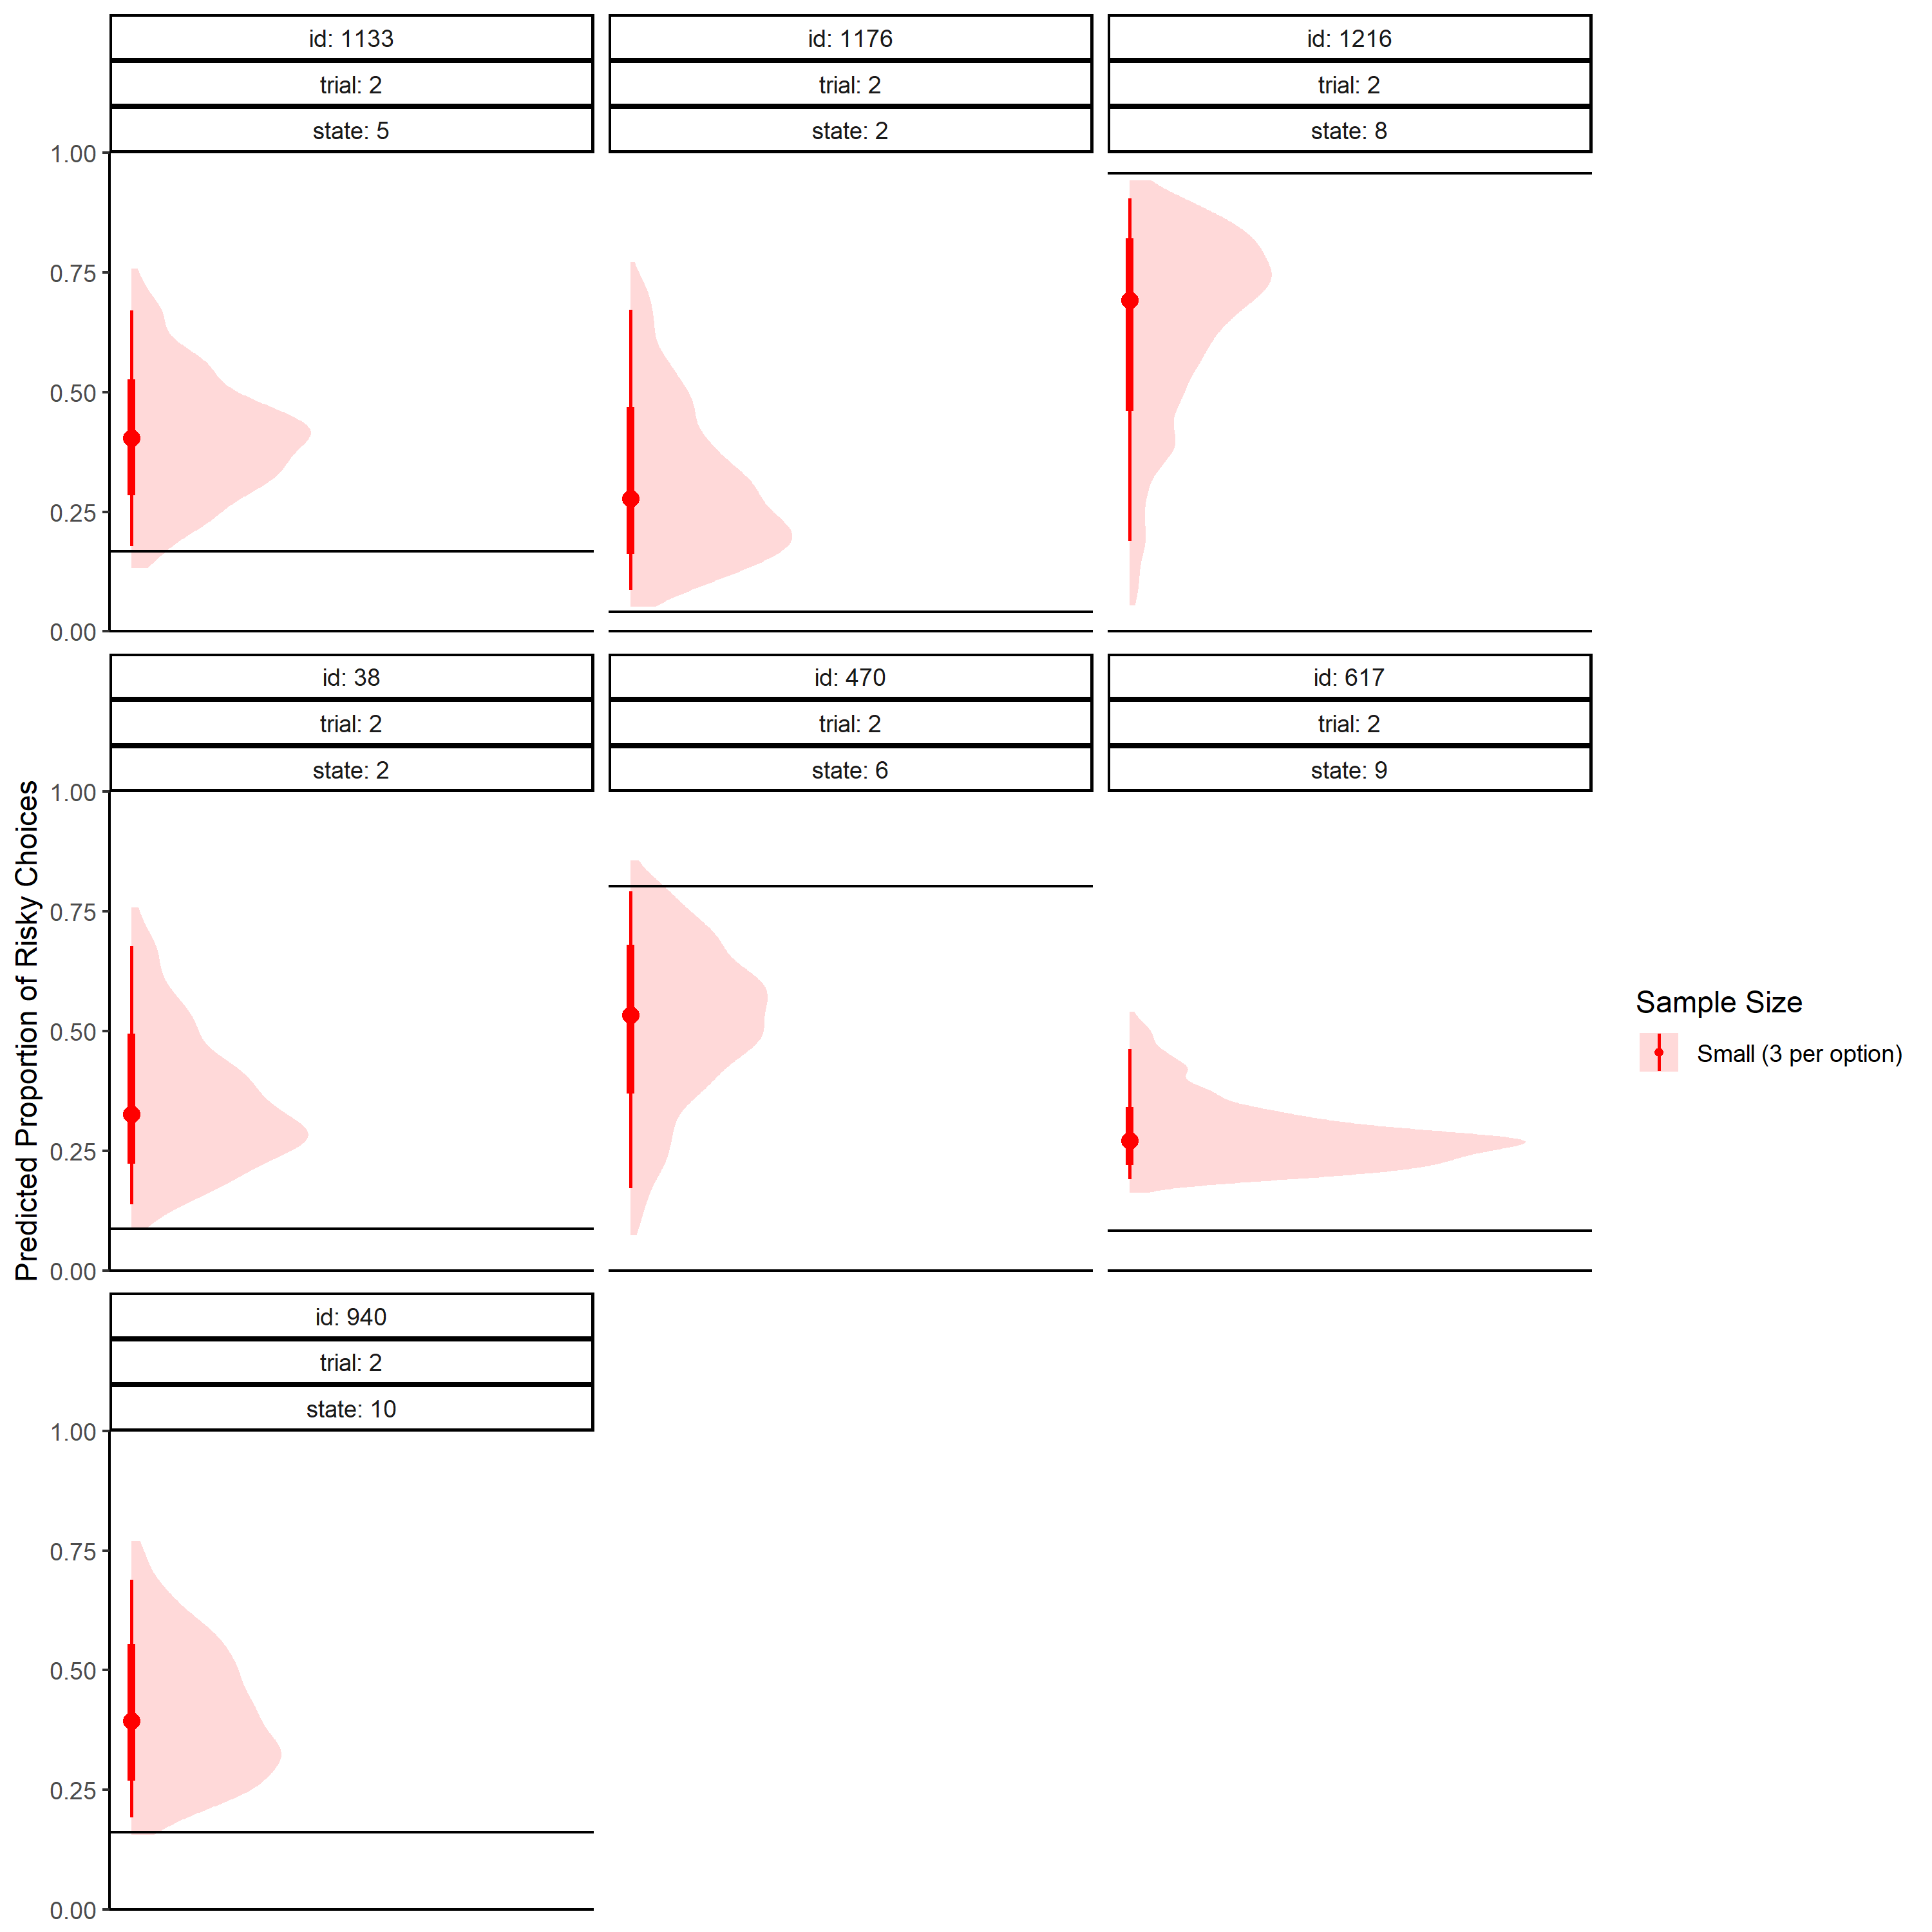 id: 1133
trial: 2
state: 5
id: 1176
trial: 2
state: 2
id: 1216
trial: 2
state: 8
1.00
0.75
0.50
0.25
0.00
id: 38
trial: 2
state: 2
id: 470
trial: 2
state: 6
id: 617
trial: 2
state: 9
1.00
0.75
0.50
0.25
0.00
id: 940
trial: 2
state: 10
1.00
0.75
0.50
0.25
0.00
Predicted Proportion of Risky Choices
Sample Size
Small (3 per option)